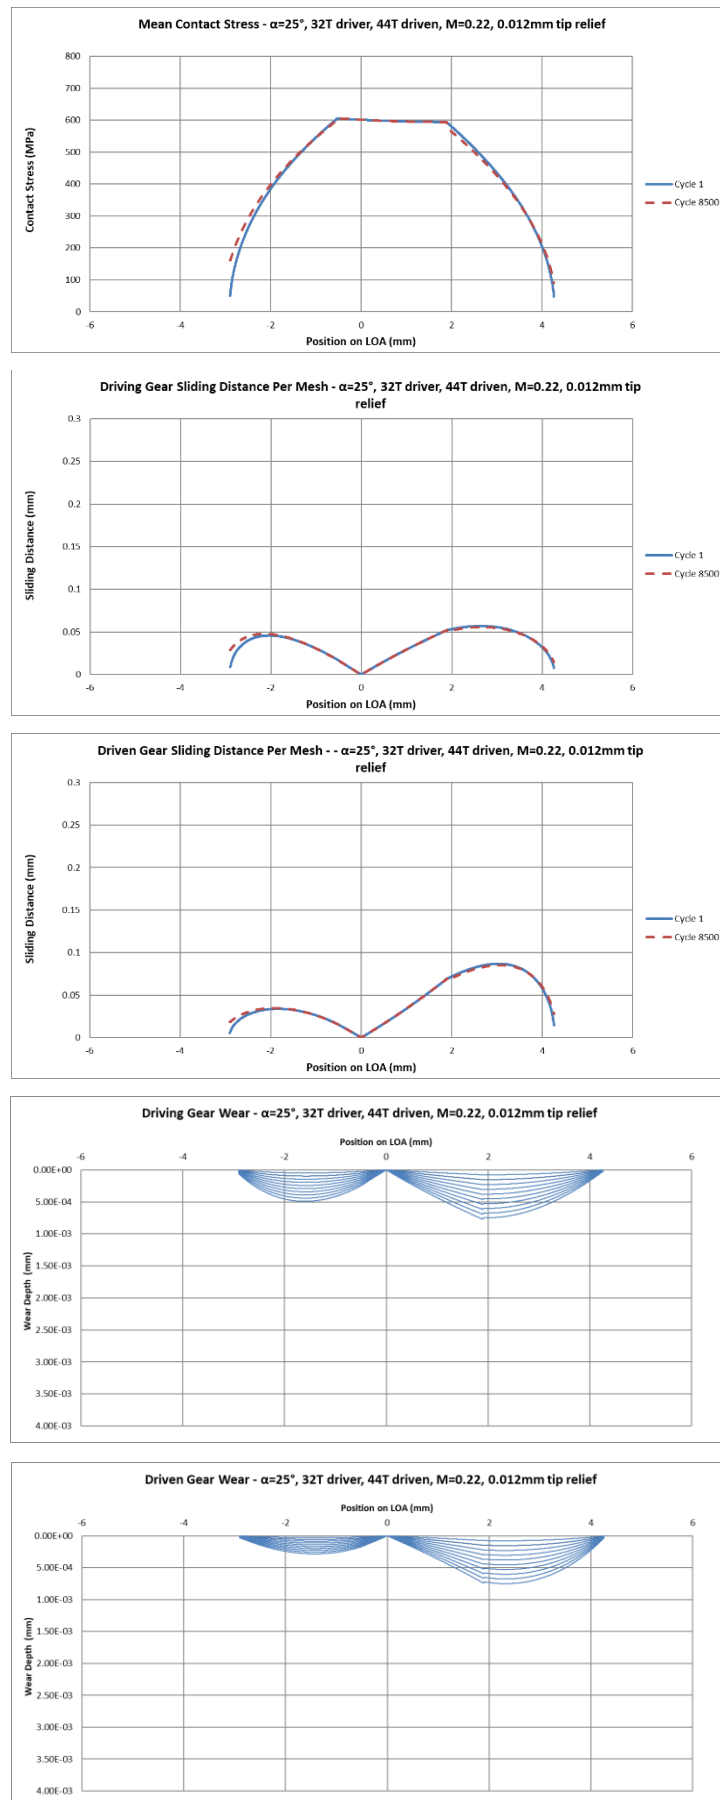 Mean Contact Stress - α=25°, 32T driver, 44T driven, M=0.22, 0.012mm tip relief
800
700
600
500
400
300
200
100
0
Contact Stress (MPa)
-6 -4 -2 0 2 4 6
Position on LOA (mm)
Cycle 1
Cycle 8500
Driving Gear Sliding Distance Per Mesh - α=25°, 32T driver, 44T driven, M=0.22, 0.012mm tip
relief
0.3
0.25
0.2
0.15
0.1
0.05
0
Sliding Distance (mm)
-6 -4 -2 0 2 4 6
Position on LOA (mm)
Cycle 1
Cycle 8500
Driven Gear Sliding Distance Per Mesh - - α=25°, 32T driver, 44T driven, M=0.22, 0.012mm tip
relief
0.3
0.25
0.2
0.15
0.1
0.05
0
Sliding Distance (mm)
-6 -4 -2 0 2 4 6
Position on LOA (mm)
Cycle 1
Cycle 8500
Driving Gear Wear - α=25°, 32T driver, 44T driven, M=0.22, 0.012mm tip relief
Position on LOA (mm)
-6 -4 -2 0 2 4 6
0.00E+00
5.00E-04
1.00E-03
1.50E-03
2.00E-03
2.50E-03
3.00E-03
3.50E-03
4.00E-03
Wear Depth (mm)
Driven Gear Wear - α=25°, 32T driver, 44T driven, M=0.22, 0.012mm tip relief
Position on LOA (mm)
-6 -4 -2 0 2 4 6
0.00E+00
5.00E-04
1.00E-03
1.50E-03
2.00E-03
2.50E-03
3.00E-03
3.50E-03
4.00E-03
Wear Depth (mm)